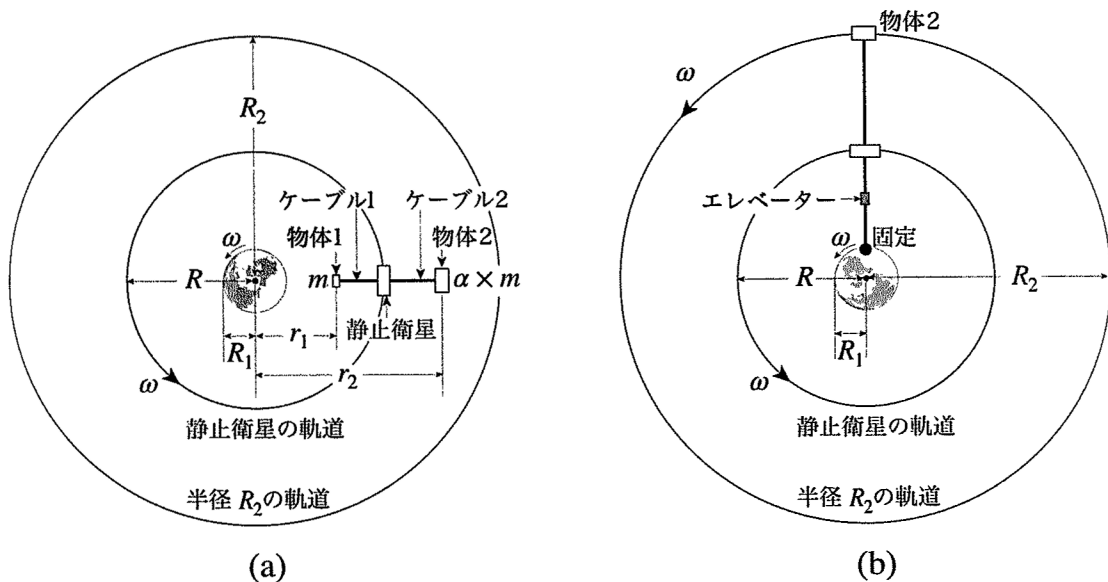 R₂
ケーブル1
ケーブル2
ω
物体1
物体2
R
m
α × m
静止衛星
r₁
R₁
r₂
ω
静止衛星の軌道
半径 R₂の軌道
(a)
物体2
ω
エレベーター
固定
R
R₂
R₁
ω
ω
静止衛星の軌道
半径 R₂の軌道
(b)